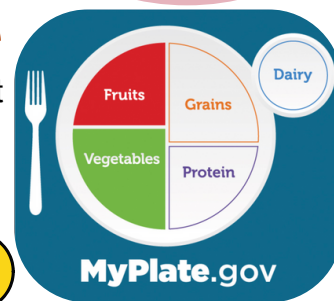 Dairy
Fruits
Grains
Vegetables
Protein
MyPlate.gov